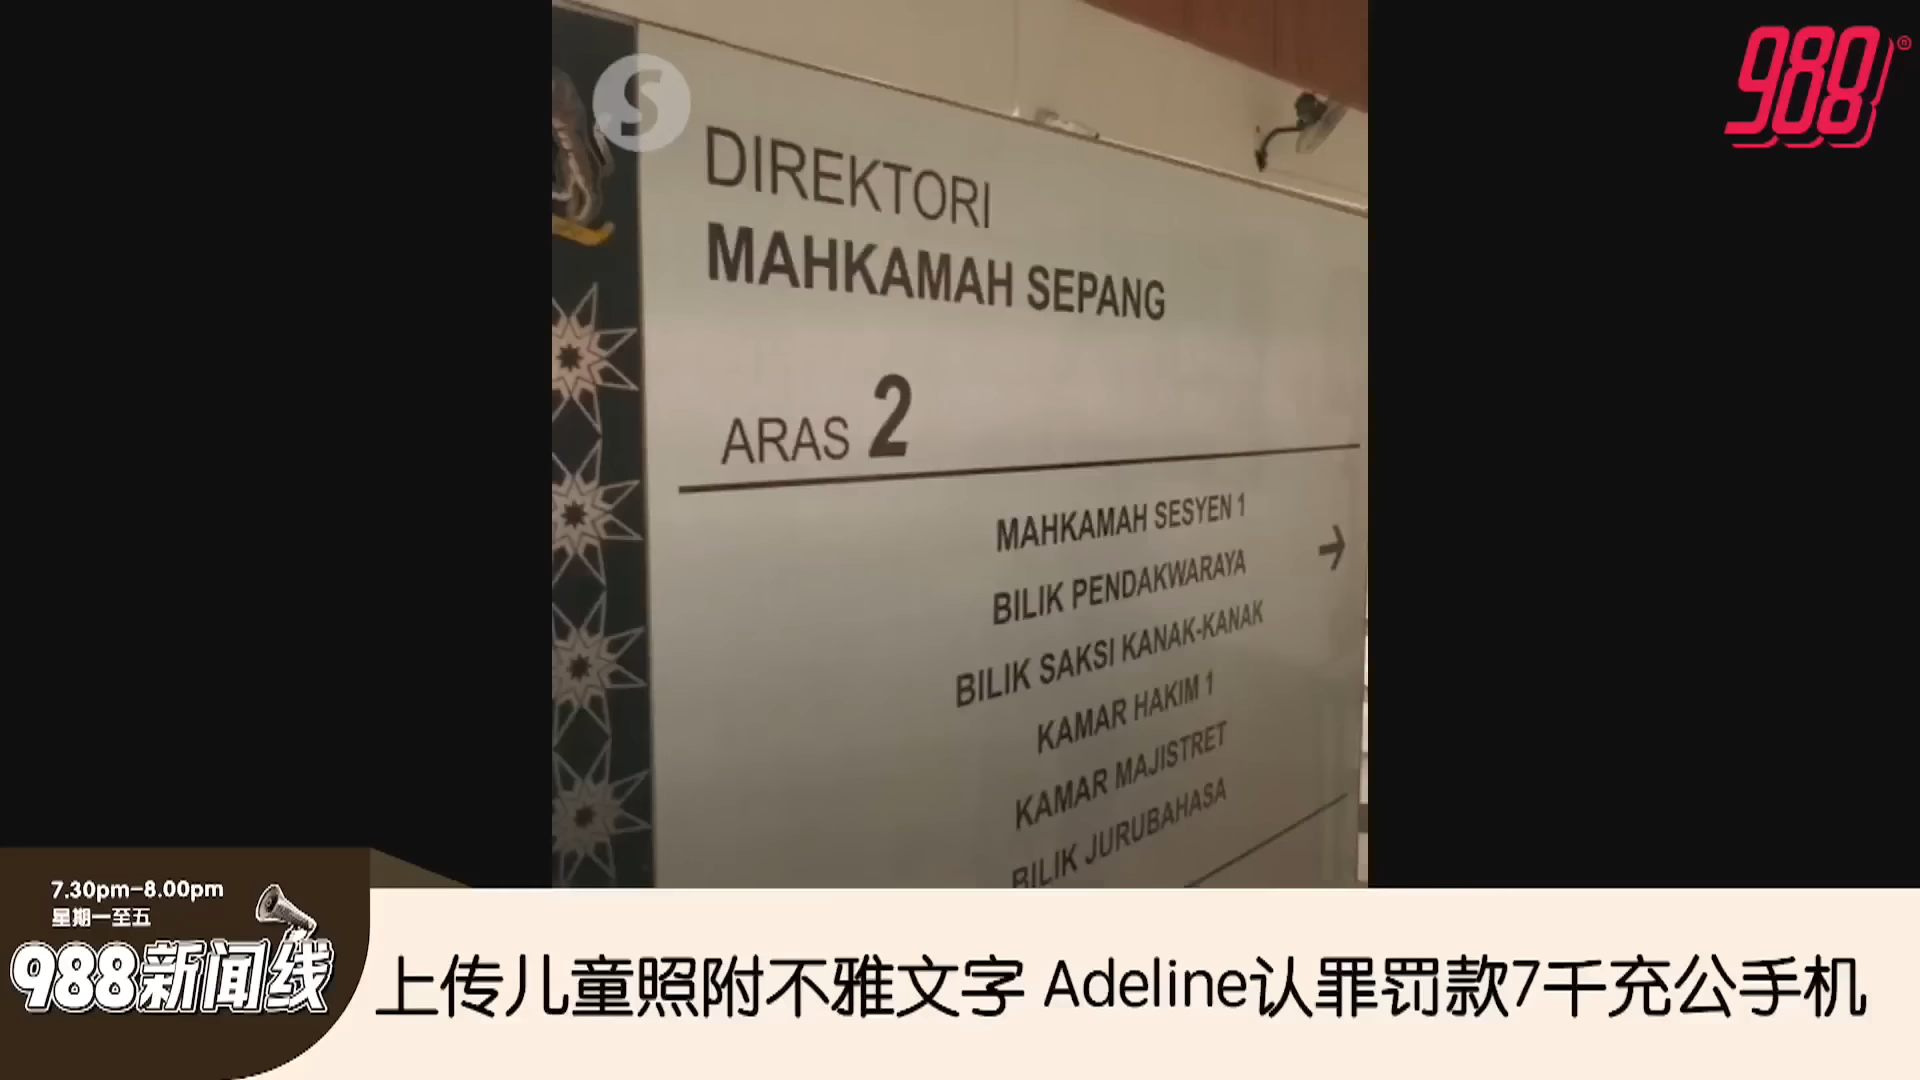 S
988
DIREKTORI
MAHKAMAH SEPANG
ARAS 2
MAHKAMAH SESYEN 1
BILIK PENDAKWARAYA
BILIK SAKSI KANAK-KANAK
KAMAR HAKIM 1
KAMAR MAJISTRET
BILIK JURUBAHASA
7.30pm-8.00pm
星期一至五
988新闻线
上传儿童照附不雅文字 Adeline认罪罚款7千充公手机